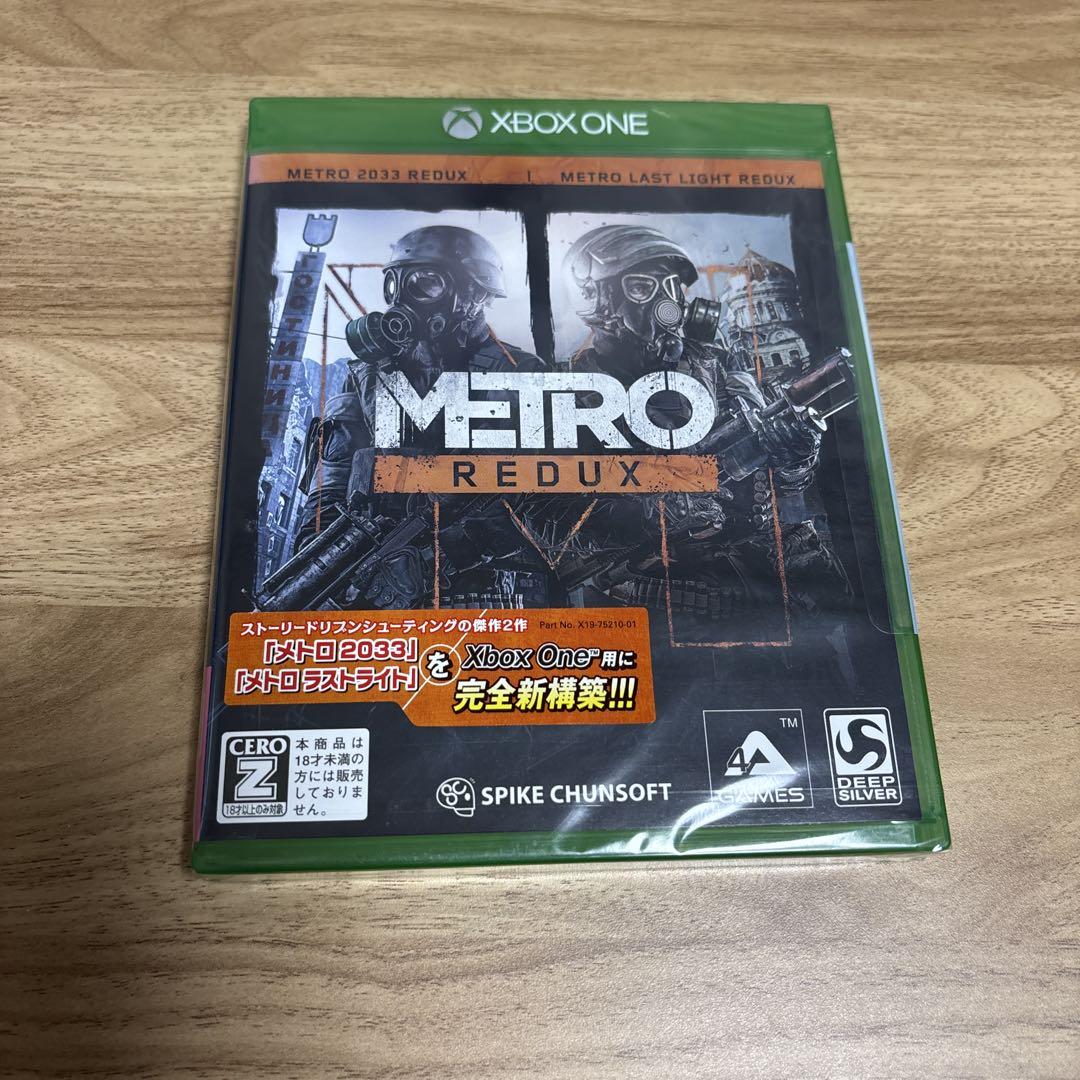 XBOX ONE
METRO 2033 REDUX | METRO LAST LIGHT REDUX
ГОСТИНИ
METRO
REDUX
ストーリードリブンシューティングの傑作2作
Part No. X19-75210-01
「メトロ 2033」
「メトロ ラストライト」
を
Xbox One™用に
完全新構築!!!
CERO
Z
18才以上のみ対象
本商品は
18才未満の
方には販売
しておりま
せん。
SPIKE CHUNSOFT
TM
4A
GAMES
DEEP
SILVER